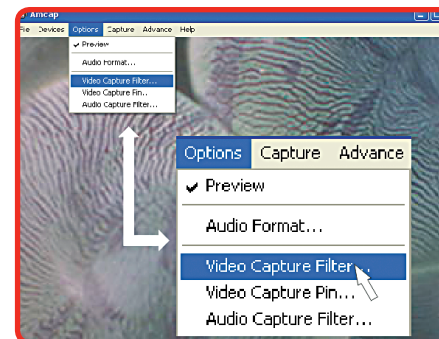 Amcap
File Devices Options Capture Advance Help
Preview
Audio Format...
Video Capture Filter...
Video Capture Pin...
Audio Capture Filter...
Options Capture Advance
Preview
Audio Format...
Video Capture Filter...
Video Capture Pin...
Audio Capture Filter...